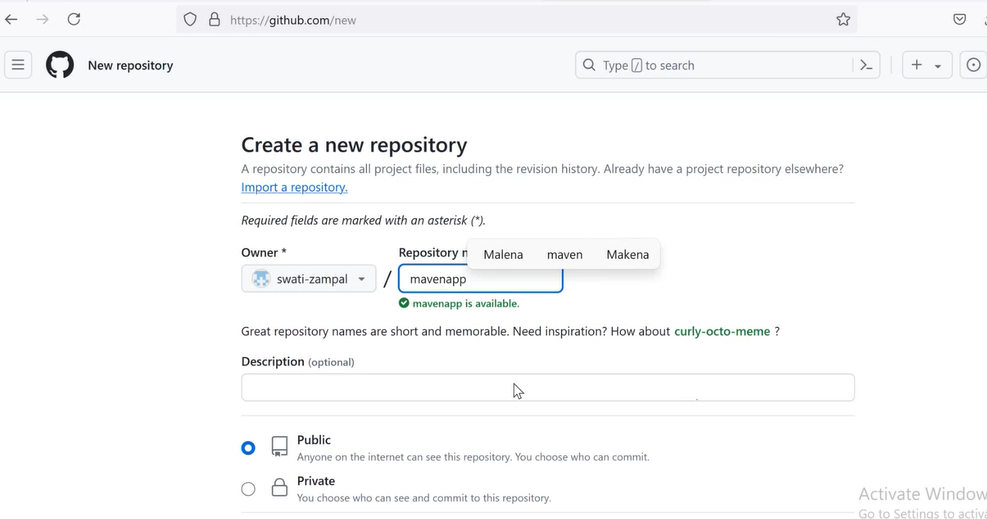 https://github.com/new
New repository
Type / to search
Create a new repository
A repository contains all project files, including the revision history. Already have a project repository elsewhere?
Import a repository.
Required fields are marked with an asterisk (*).
Owner *
Repository n
Malena maven Makena
swati-zampal / mavenapp
mavenapp is available.
Great repository names are short and memorable. Need inspiration? How about curly-octo-meme ?
Description (optional)
Public
Anyone on the internet can see this repository. You choose who can commit.
Private
You choose who can see and commit to this repository.
Activate Window
Go to Settings to activa